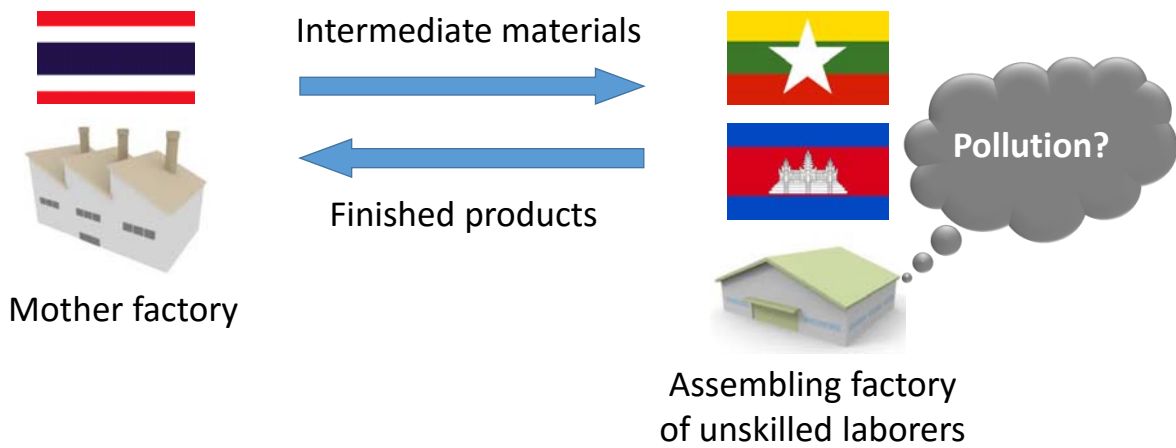 Intermediate materials
Pollution?
Finished products
Mother factory
Assembling factory
of unskilled laborers